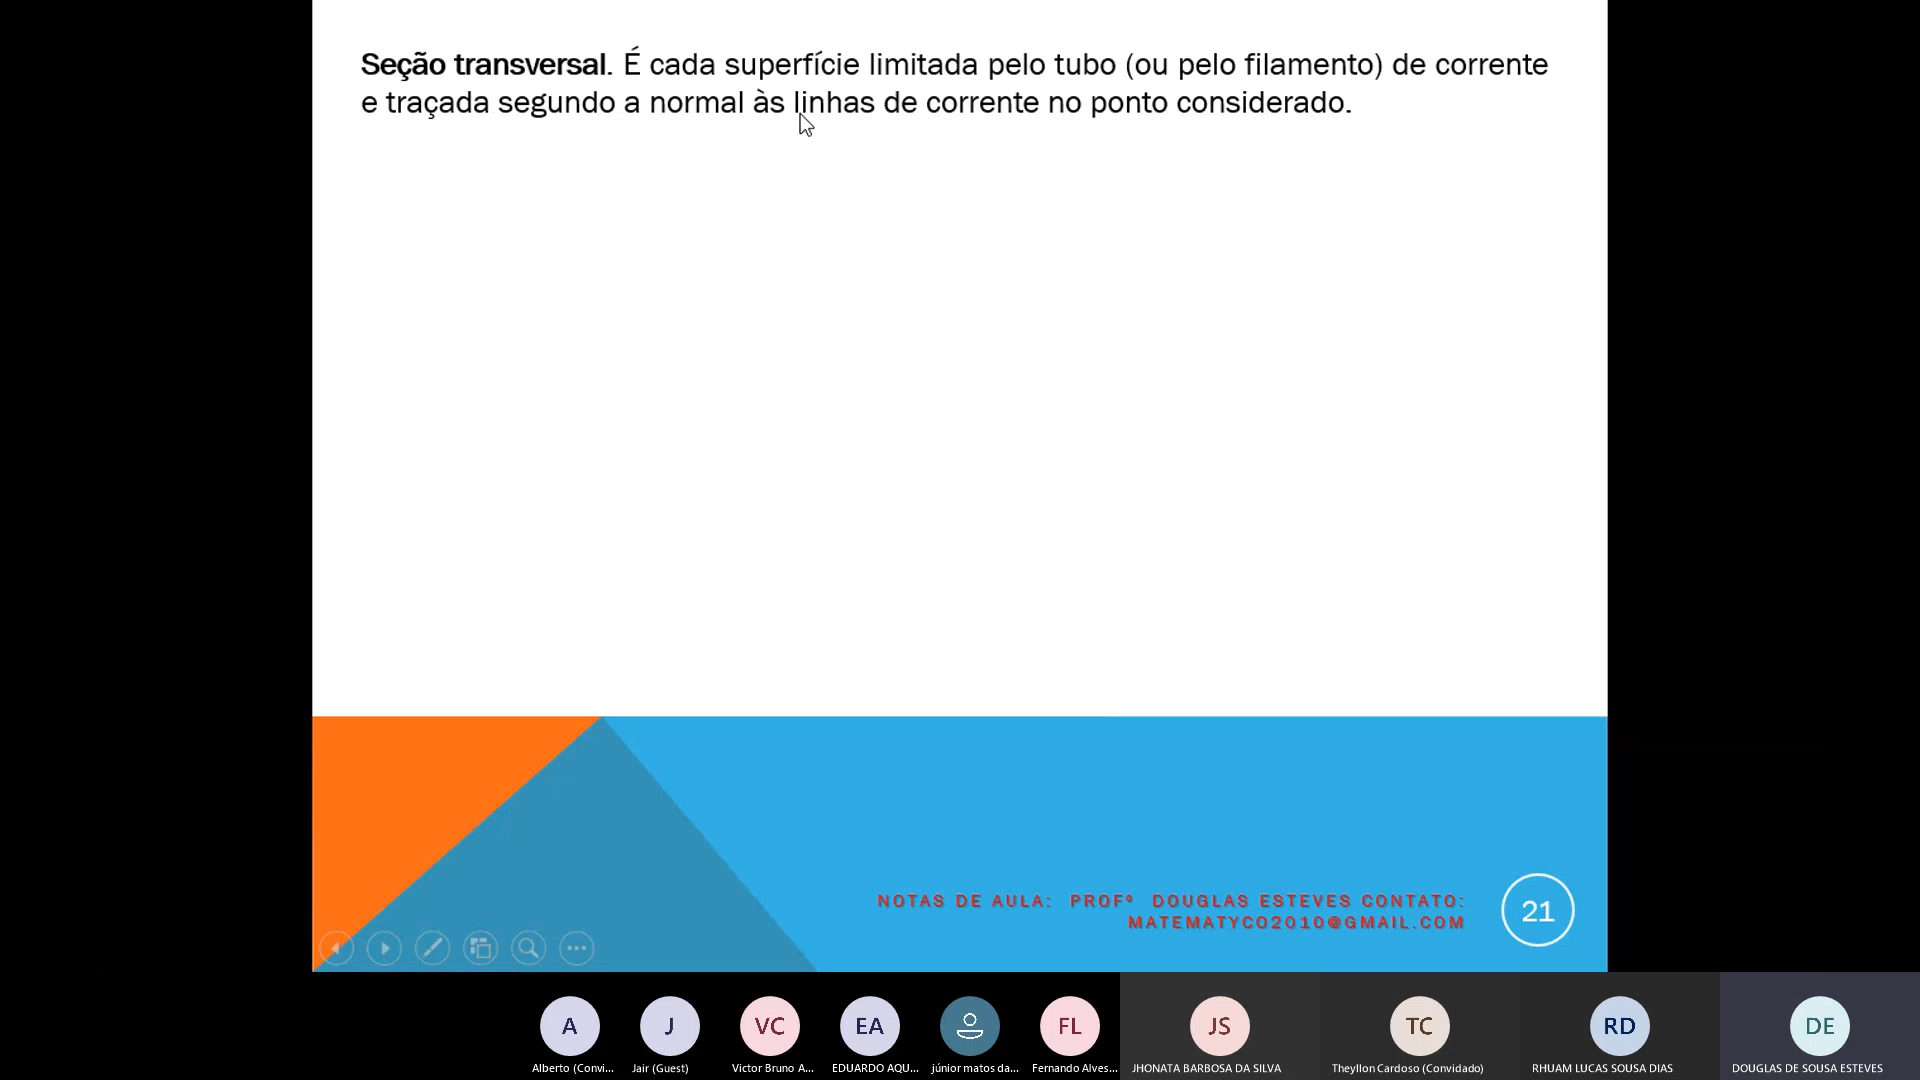 Seção transversal. É cada superfície limitada pelo tubo (ou pelo filamento) de corrente
e traçada segundo a normal às linhas de corrente no ponto considerado.
NOTAS DE AULA: PROFº DOUGLAS ESTEVES CONTATO:
MATEMATYCO2010@GMAIL.COM
21
A
J
VC
EA
FL
JS
TC
RD
DE
Alberto (Convi...
Jair (Guest)
Victor Bruno A...
EDUARDO AQU...
júnior matos da...
Fernando Alves...
JHONATA BARBOSA DA SILVA
Theyllon Cardoso (Convidado)
RHUAM LUCAS SOUSA DIAS
DOUGLAS DE SOUSA ESTEVES